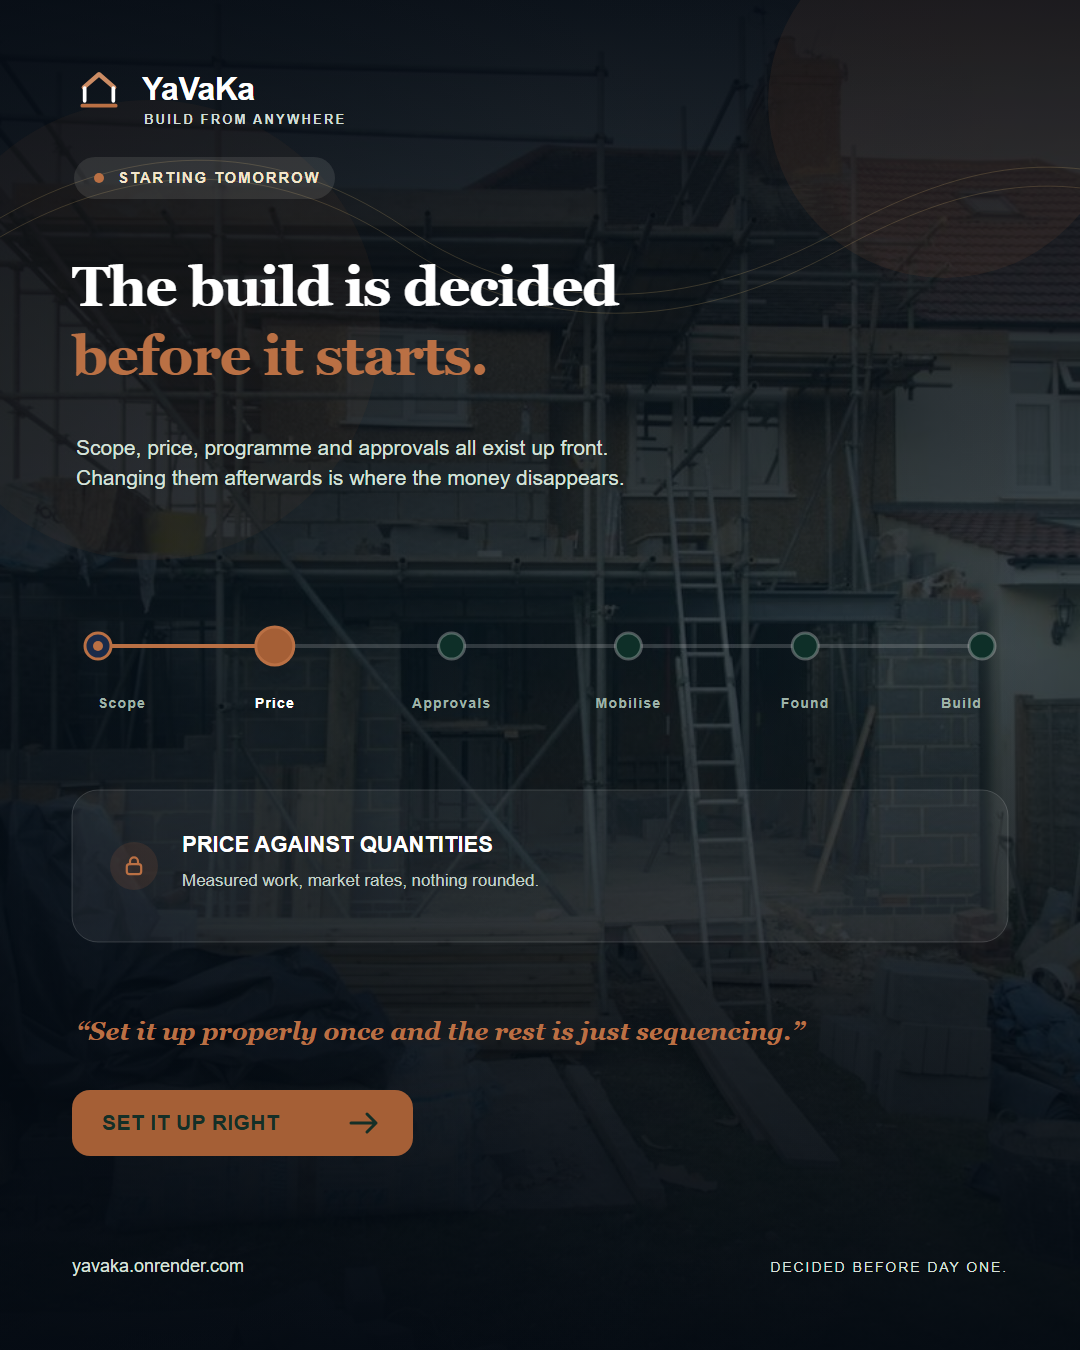 YaVaKa
BUILD FROM ANYWHERE
STARTING TOMORROW
The build is decided
before it starts.
Scope, price, programme and approvals all exist up front.
Changing them afterwards is where the money disappears.
Scope
Price
Approvals
Mobilise
Found
Build
PRICE AGAINST QUANTITIES
Measured work, market rates, nothing rounded.
“Set it up properly once and the rest is just sequencing.”
SET IT UP RIGHT
yavaka.onrender.com
DECIDED BEFORE DAY ONE.